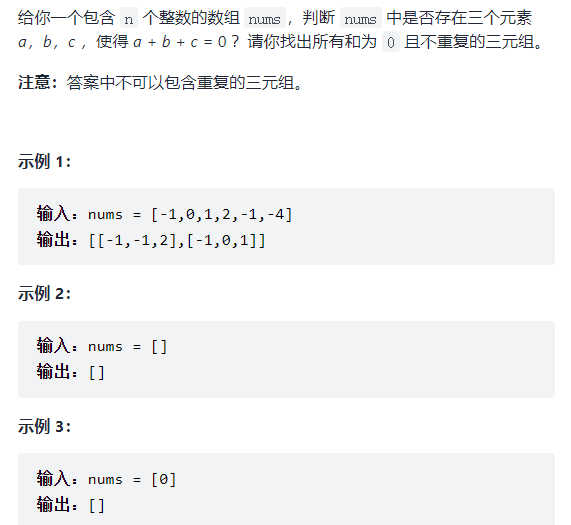 给你一个包含 n 个整数的数组 nums，判断 nums 中是否存在三个元素
a，b，c ，使得 a + b + c = 0 ？请你找出所有和为 0 且不重复的三元组。
注意：答案中不可以包含重复的三元组。
示例 1：
输入：nums = [-1,0,1,2,-1,-4]
输出：[[-1,-1,2],[-1,0,1]]
示例 2：
输入：nums = []
输出：[]
示例 3：
输入：nums = [0]
输出：[]